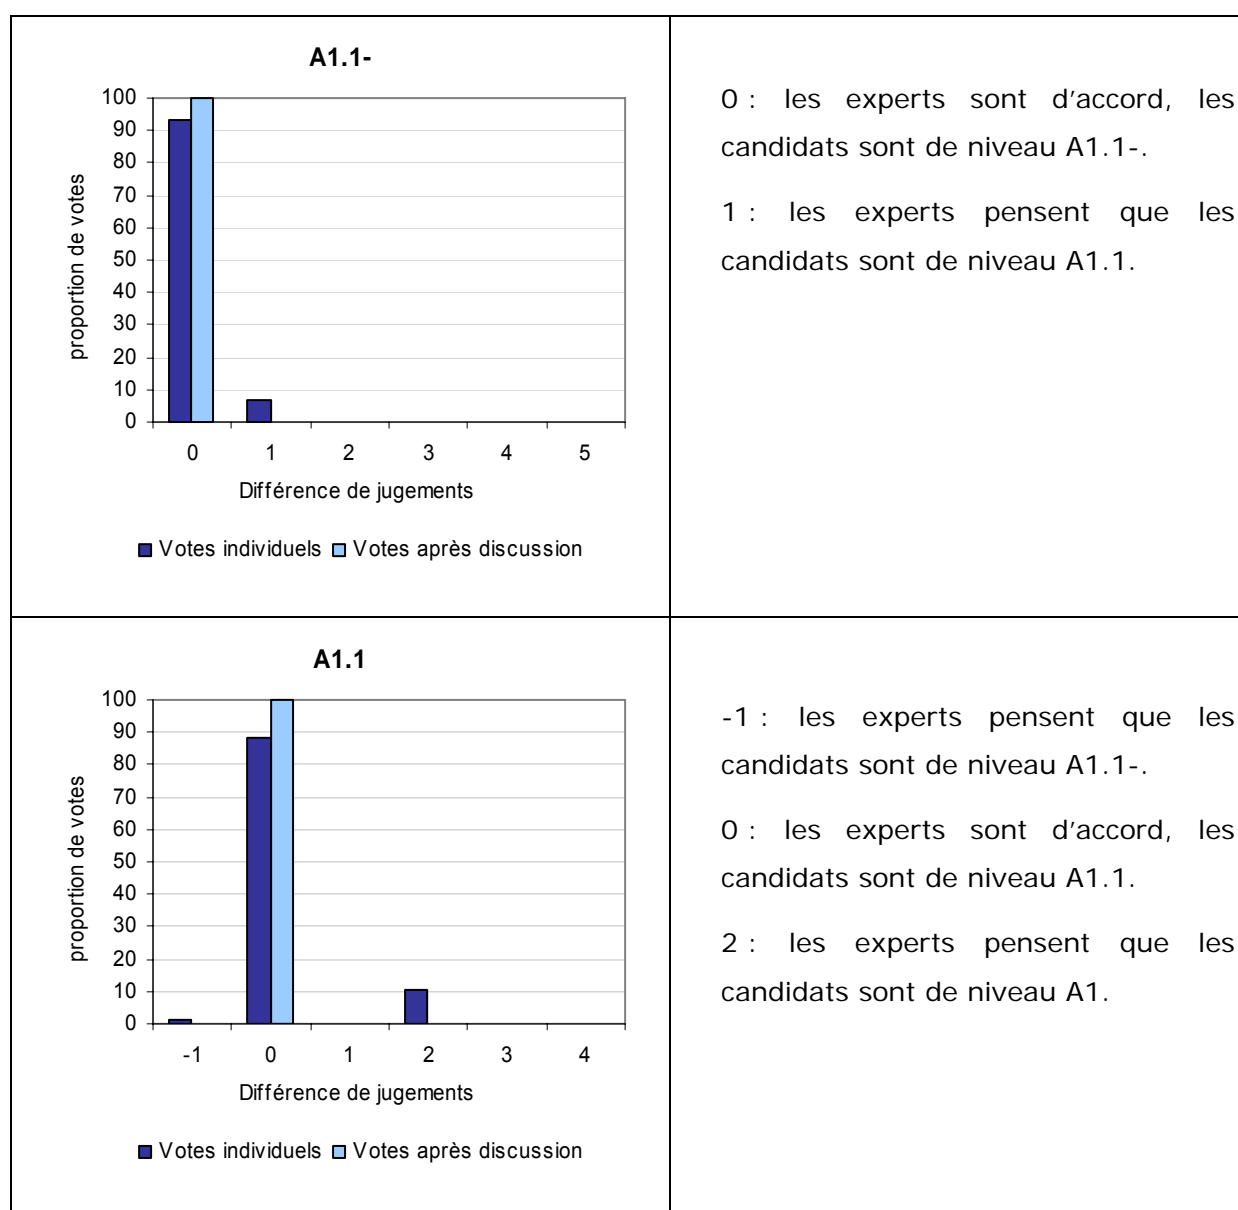 A1.1-
100
90
80
70
60
50
40
30
20
10
0
proportion de votes
0 1 2 3 4 5
Différence de jugements
Votes individuels Votes après discussion
0 : les experts sont d'accord, les
candidats sont de niveau A1.1-.
1 : les experts pensent que les
candidats sont de niveau A1.1.
A1.1
100
90
80
70
60
50
40
30
20
10
0
proportion de votes
-1 0 1 2 3 4
Différence de jugements
Votes individuels Votes après discussion
-1 : les experts pensent que les
candidats sont de niveau A1.1-.
0 : les experts sont d'accord, les
candidats sont de niveau A1.1.
2 : les experts pensent que les
candidats sont de niveau A1.